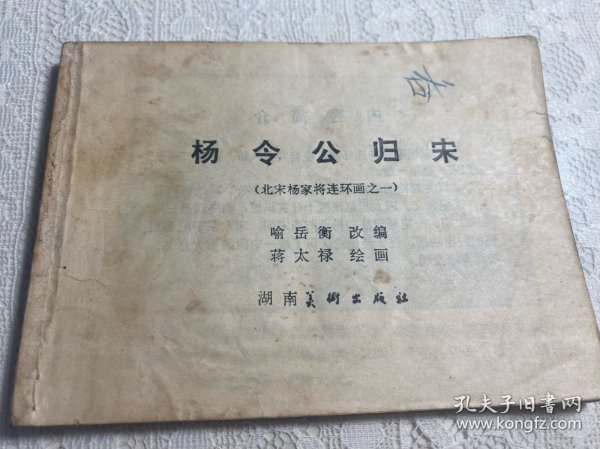 杨令公归宋
(北宋杨家将连环画之一)
喻岳衡 改编
蒋太禄 绘画
湖南美術出版社
孔夫子旧书网
www.kongfz.com